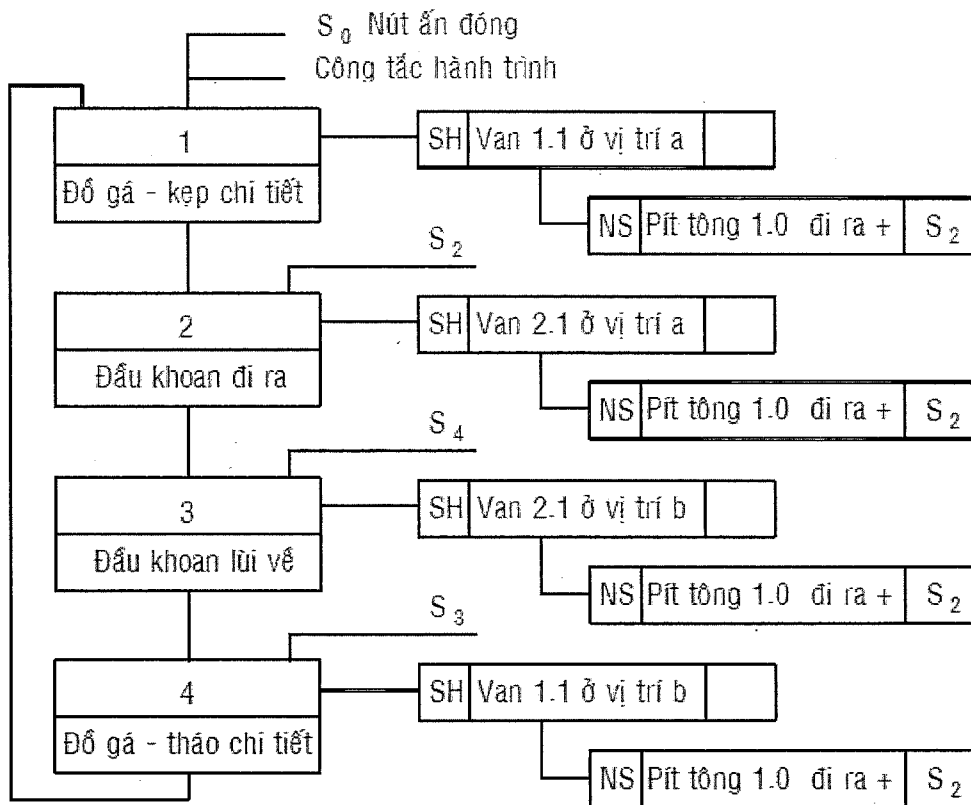 S₀ Nút ấn đóng
Công tắc hành trình
1
Đồ gá - kẹp chi tiết
SH Van 1.1 ở vị trí a
NS Pít tông 1.0 đi ra + S₂
S₂
2
Đầu khoan đi ra
SH Van 2.1 ở vị trí a
NS Pít tông 1.0 đi ra + S₂
S₄
3
Đầu khoan lùi về
SH Van 2.1 ở vị trí b
NS Pít tông 1.0 đi ra + S₂
S₃
4
Đồ gá - tháo chi tiết
SH Van 1.1 ở vị trí b
NS Pít tông 1.0 đi ra + S₂